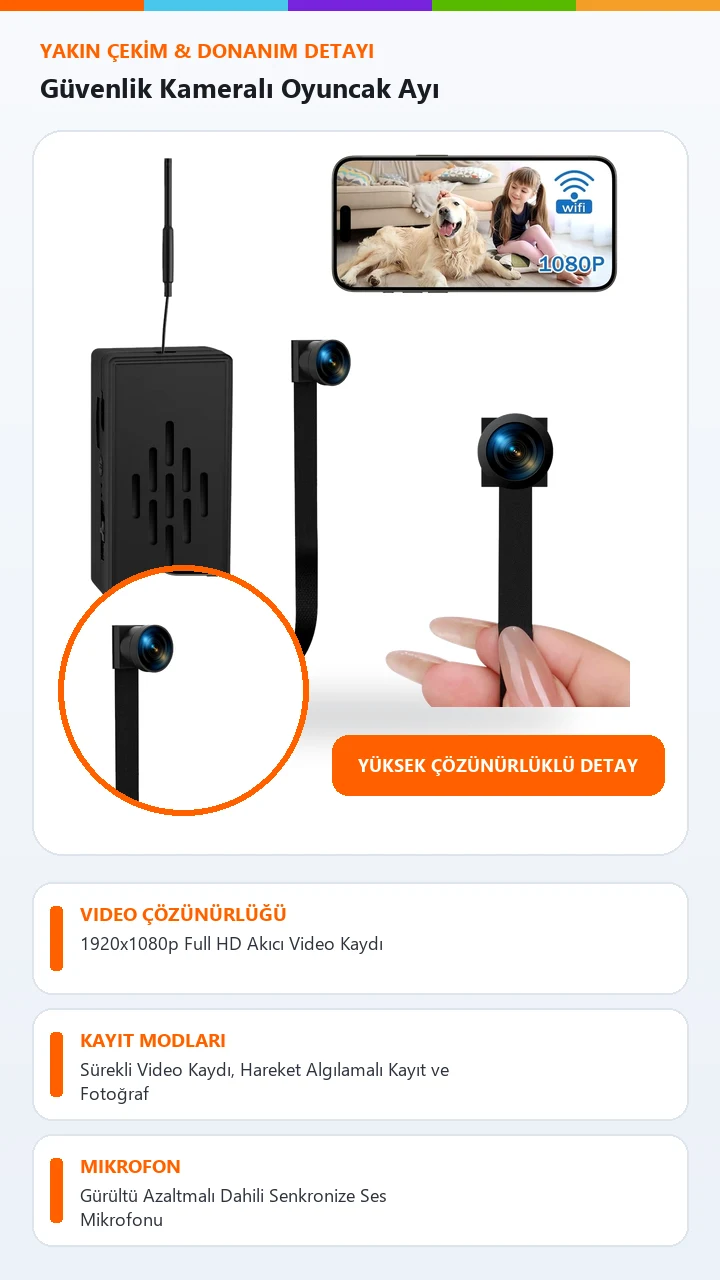 YAKIN ÇEKİM & DONANIM DETAYI
Güvenlik Kameralı Oyuncak Ayı
wifi
1080P
YÜKSEK ÇÖZÜNÜRLÜKLÜ DETAY
VIDEO ÇÖZÜNÜRLÜĞÜ
1920x1080p Full HD Akıcı Video Kaydı
KAYIT MODLARI
Sürekli Video Kaydı, Hareket Algılamalı Kayıt ve
Fotoğraf
MIKROFON
Gürültü Azaltmalı Dahili Senkronize Ses
Mikrofonu